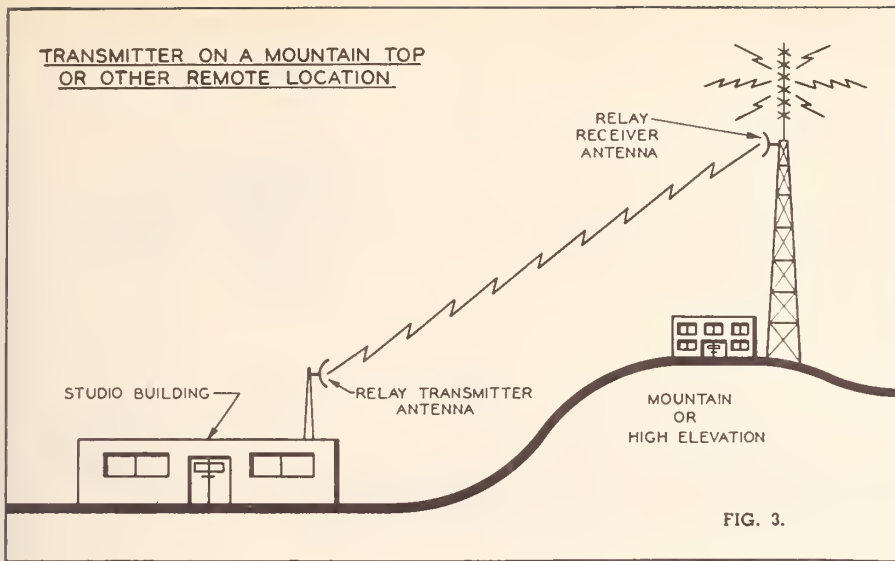 TRANSMITTER ON A MOUNTAIN TOP
OR OTHER REMOTE LOCATION
RELAY
RECEIVER
ANTENNA
STUDIO BUILDING
RELAY TRANSMITTER
ANTENNA
MOUNTAIN
OR
HIGH ELEVATION
FIG. 3.